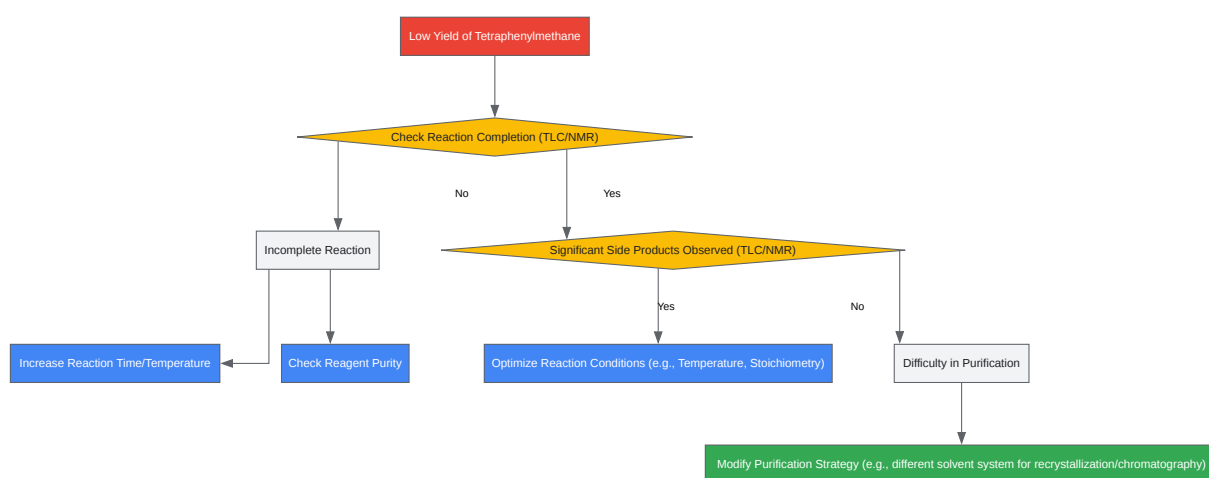 Low Yield of Tetraphenylmethane
Check Reaction Completion (TLC/NMR)
No
Yes
Incomplete Reaction
Significant Side Products Observed (TLC/NMR)
Yes
No
Increase Reaction Time/Temperature
Check Reagent Purity
Optimize Reaction Conditions (e.g., Temperature, Stoichiometry)
Difficulty in Purification
Modify Purification Strategy (e.g., different solvent system for recrystallization/chromatography)